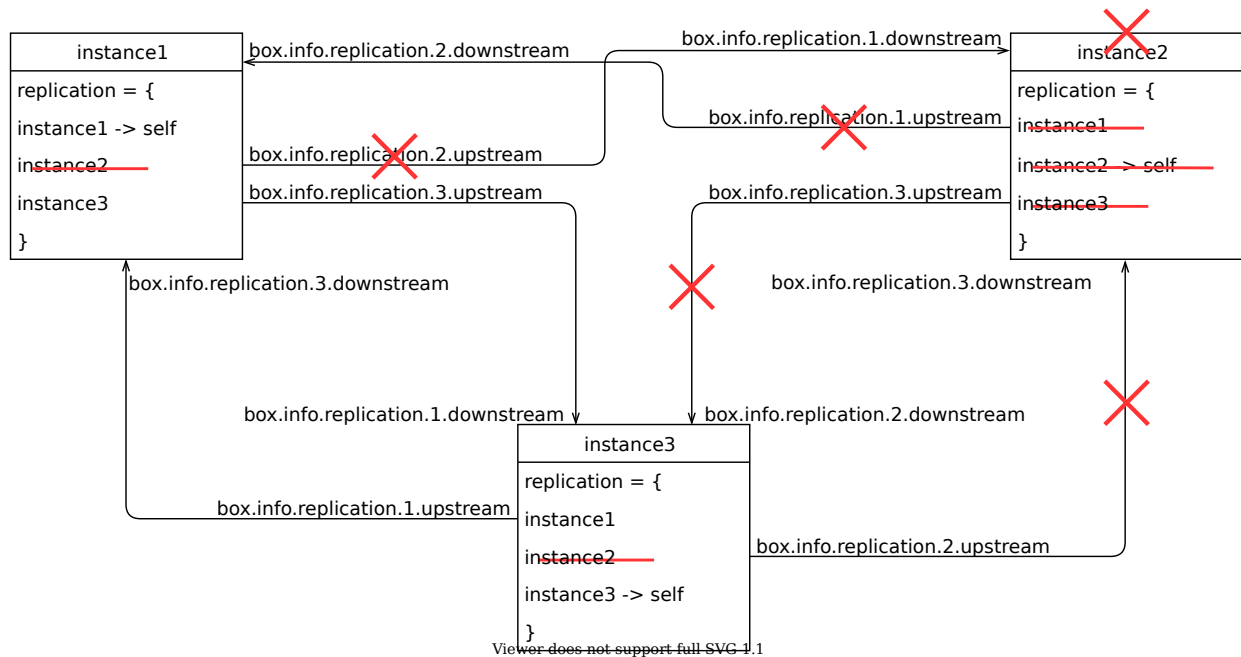 instance1
replication = {
instance1 -> self
instance2
instance3
}
box.info.replication.2.downstream
box.info.replication.1.downstream
box.info.replication.1.upstream
box.info.replication.2.upstream
box.info.replication.3.upstream
box.info.replication.3.upstream
instance2
replication = {
instance1
instance2 -> self
instance3
}
box.info.replication.3.downstream
box.info.replication.3.downstream
box.info.replication.1.downstream
box.info.replication.2.downstream
instance3
replication = {
instance1
instance2
instance3 -> self
}
box.info.replication.1.upstream
box.info.replication.2.upstream
Viewer does not support full SVG 1.1